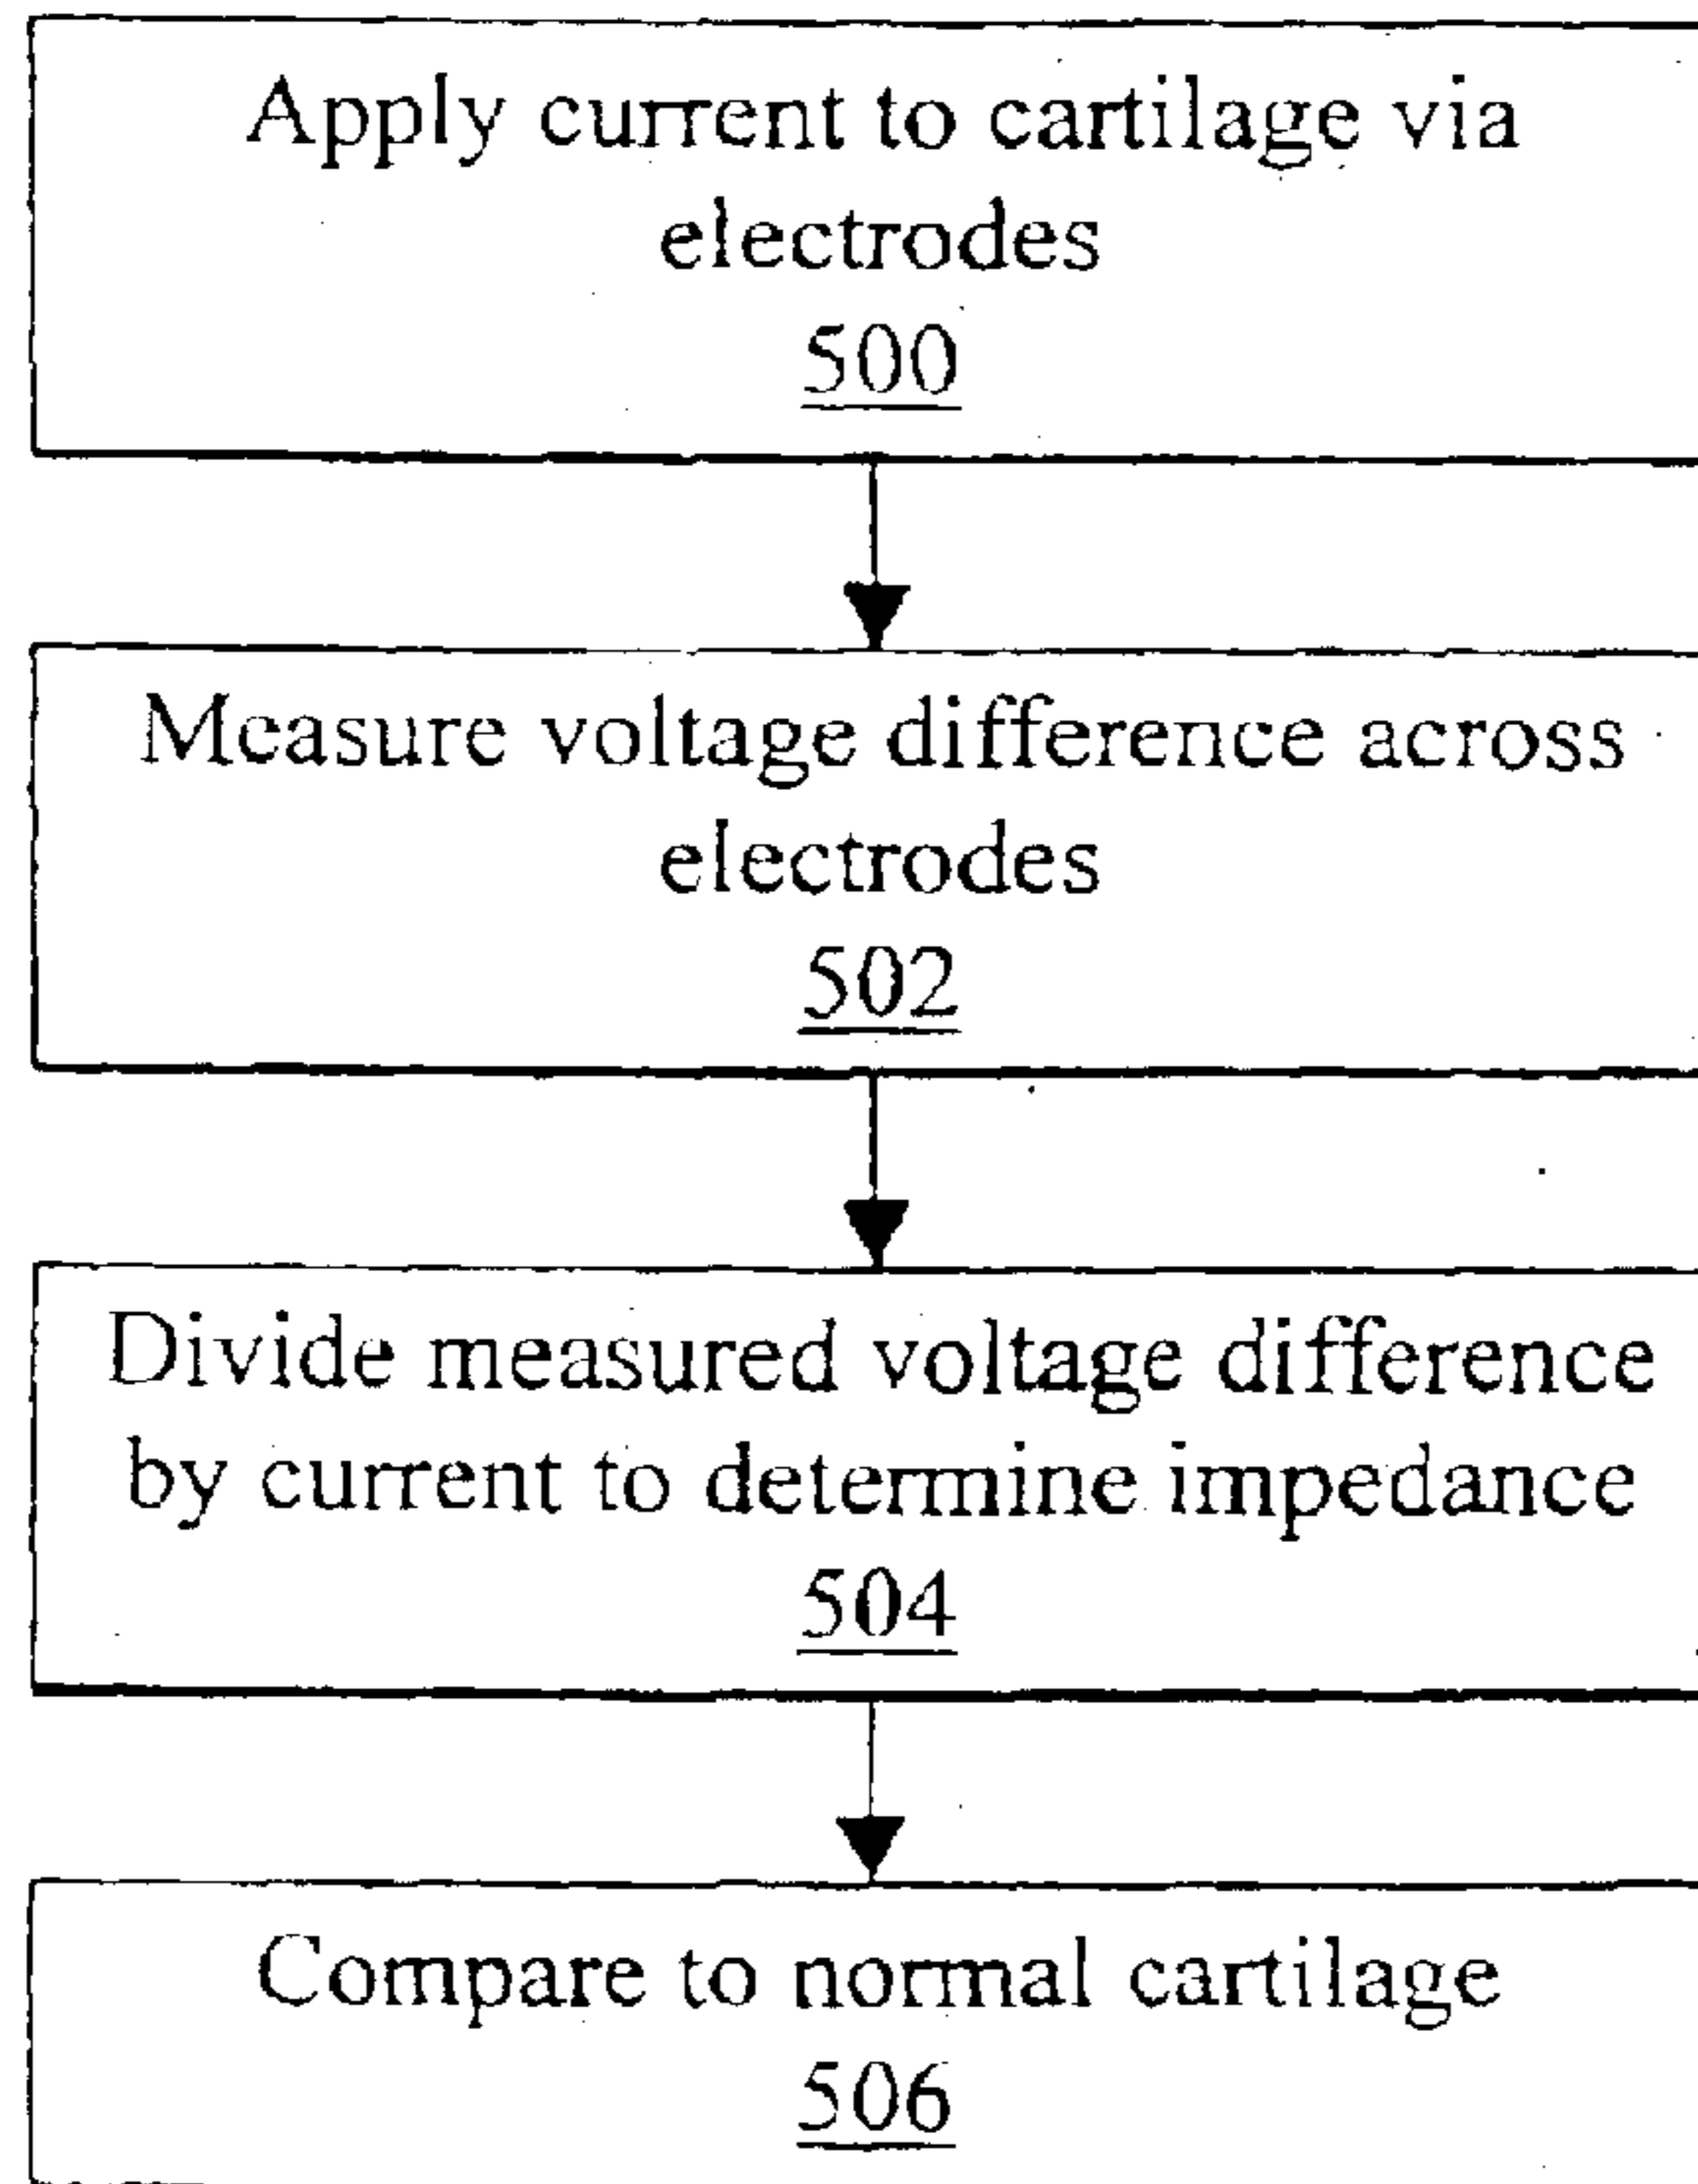 Apply current to cartilage via
electrodes
500
Measure voltage difference across
electrodes
502
Divide measured voltage difference
by current to determine impedance
504
Compare to normal cartilage
506